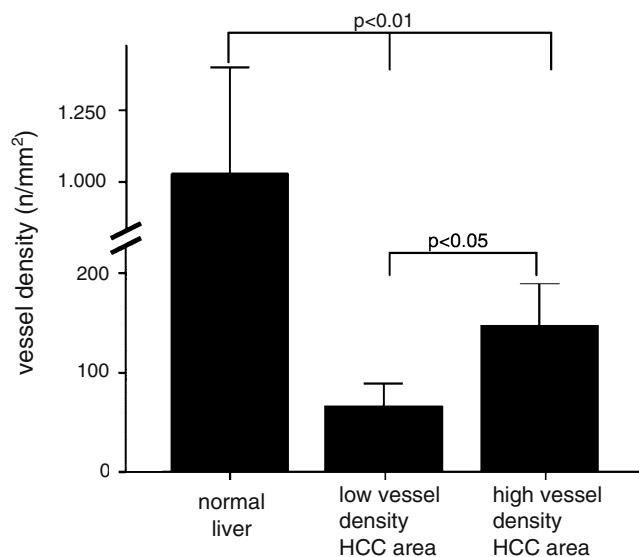 p<0.01
1.250
1.000
vessel density (n/mm²)
p<0.05
200
100
0
normal
liver
low vessel
density
HCC area
high vessel
density
HCC area